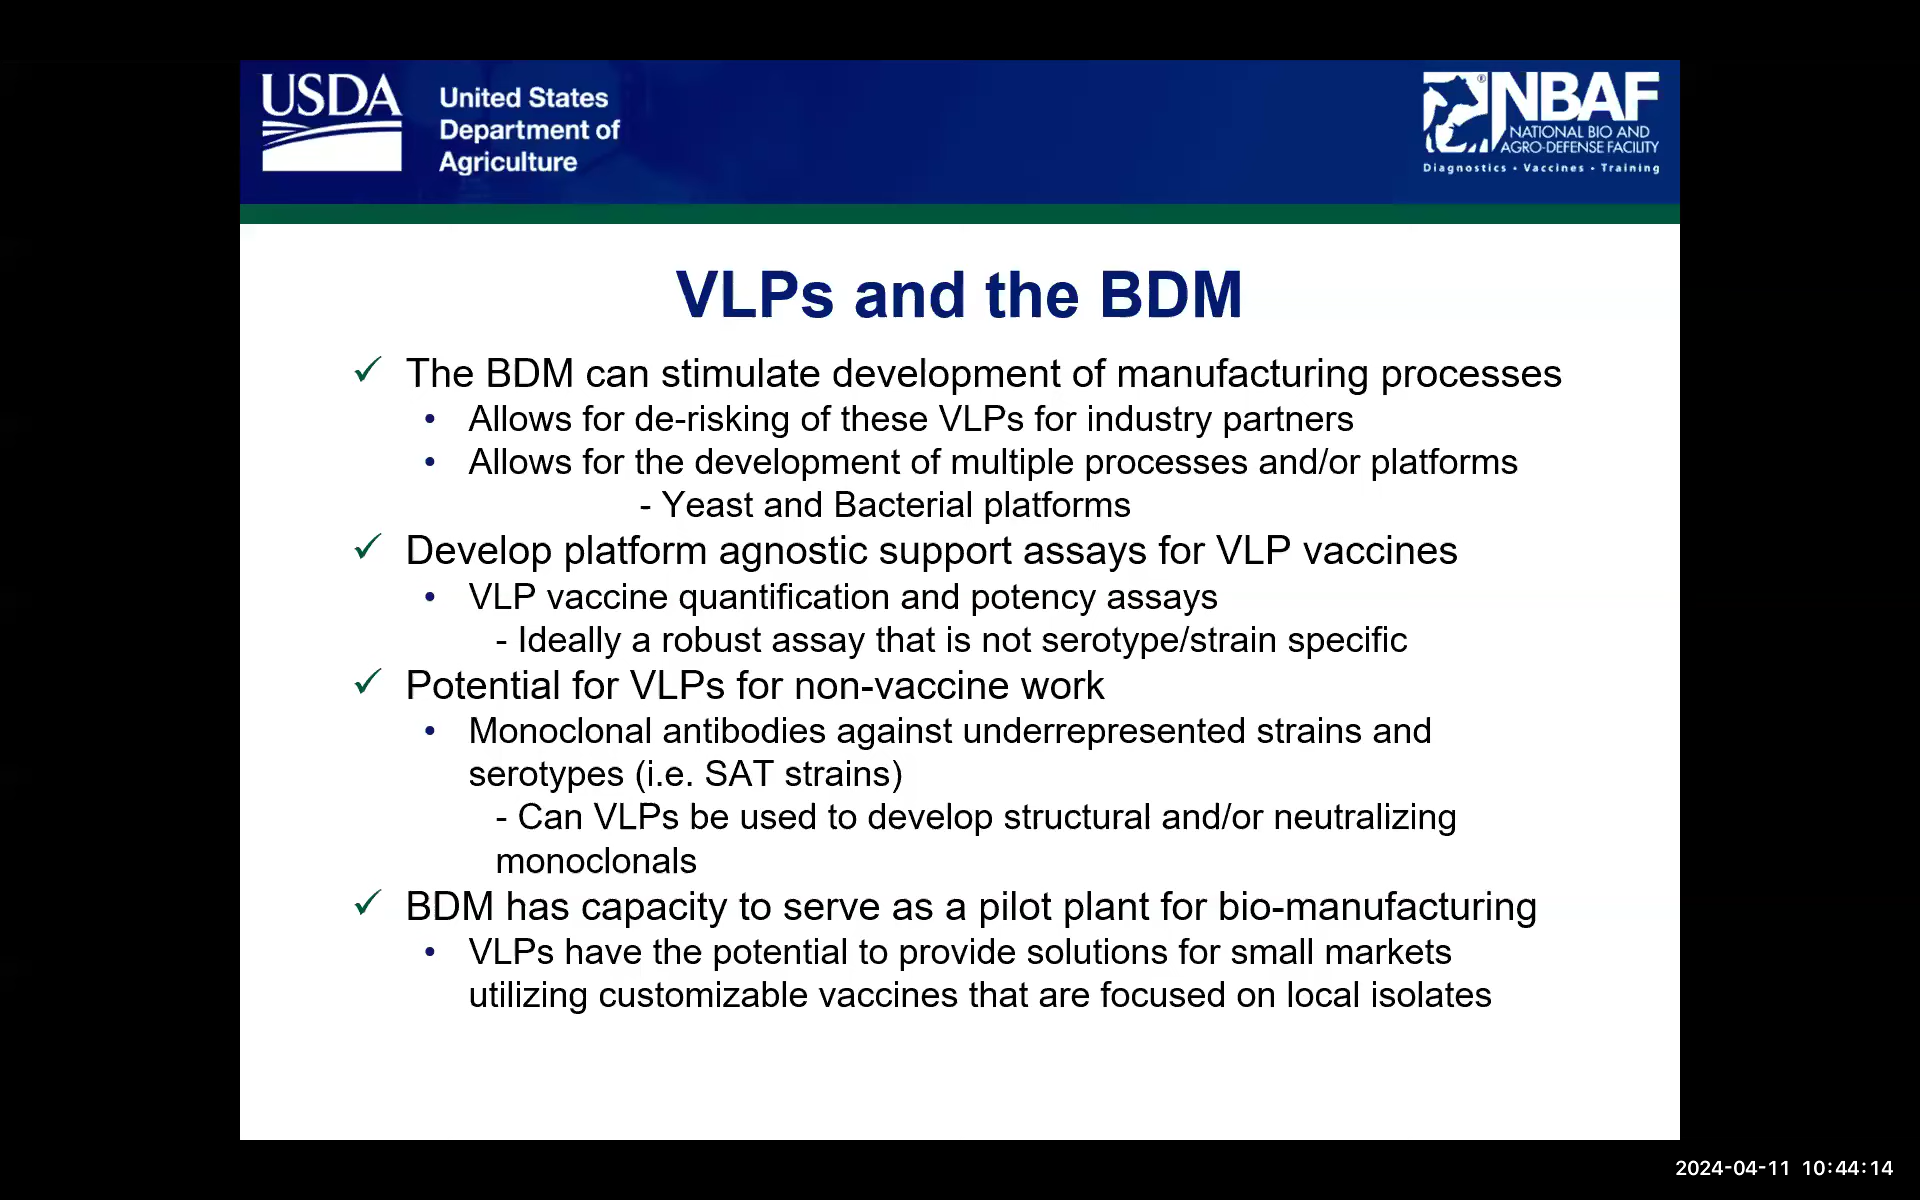 USDA
United States
Department of
Agriculture
®
NBAF
NATIONAL BIO AND
AGRO-DEFENSE FACILITY
Diagnostics • Vaccines • Training
VLPs and the BDM
✓ The BDM can stimulate development of manufacturing processes
• Allows for de-risking of these VLPs for industry partners
• Allows for the development of multiple processes and/or platforms
- Yeast and Bacterial platforms
✓ Develop platform agnostic support assays for VLP vaccines
• VLP vaccine quantification and potency assays
- Ideally a robust assay that is not serotype/strain specific
✓ Potential for VLPs for non-vaccine work
• Monoclonal antibodies against underrepresented strains and
serotypes (i.e. SAT strains)
- Can VLPs be used to develop structural and/or neutralizing
monoclonals
✓ BDM has capacity to serve as a pilot plant for bio-manufacturing
• VLPs have the potential to provide solutions for small markets
utilizing customizable vaccines that are focused on local isolates
2024-04-11 10:44:14